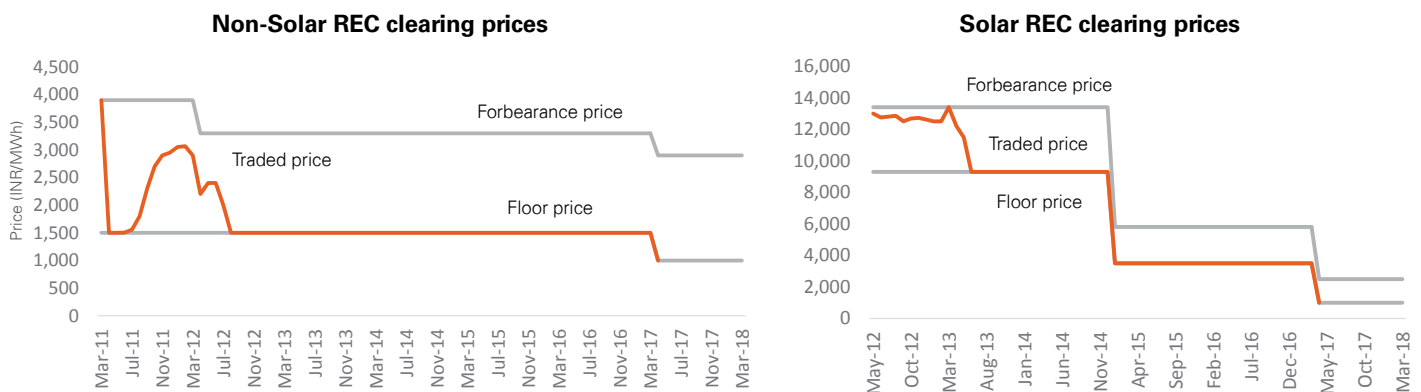 Non-Solar REC clearing prices
Price (INR/MWh)
4,500
4,000
3,500
3,000
2,500
2,000
1,500
1,000
500
0
Forbearance price
Traded price
Floor price
Mar-11
Jul-11
Nov-11
Mar-12
Jul-12
Nov-12
Mar-13
Jul-13
Nov-13
Mar-14
Jul-14
Nov-14
Mar-15
Jul-15
Nov-15
Mar-16
Jul-16
Nov-16
Mar-17
Jul-17
Nov-17
Mar-18
Solar REC clearing prices
16,000
14,000
12,000
10,000
8,000
6,000
4,000
2,000
0
Forbearance price
Traded price
Floor price
May-12
Oct-12
Mar-13
Aug-13
Jan-14
Jun-14
Nov-14
Apr-15
Sep-15
Feb-16
Jul-16
Dec-16
May-17
Oct-17
Mar-18